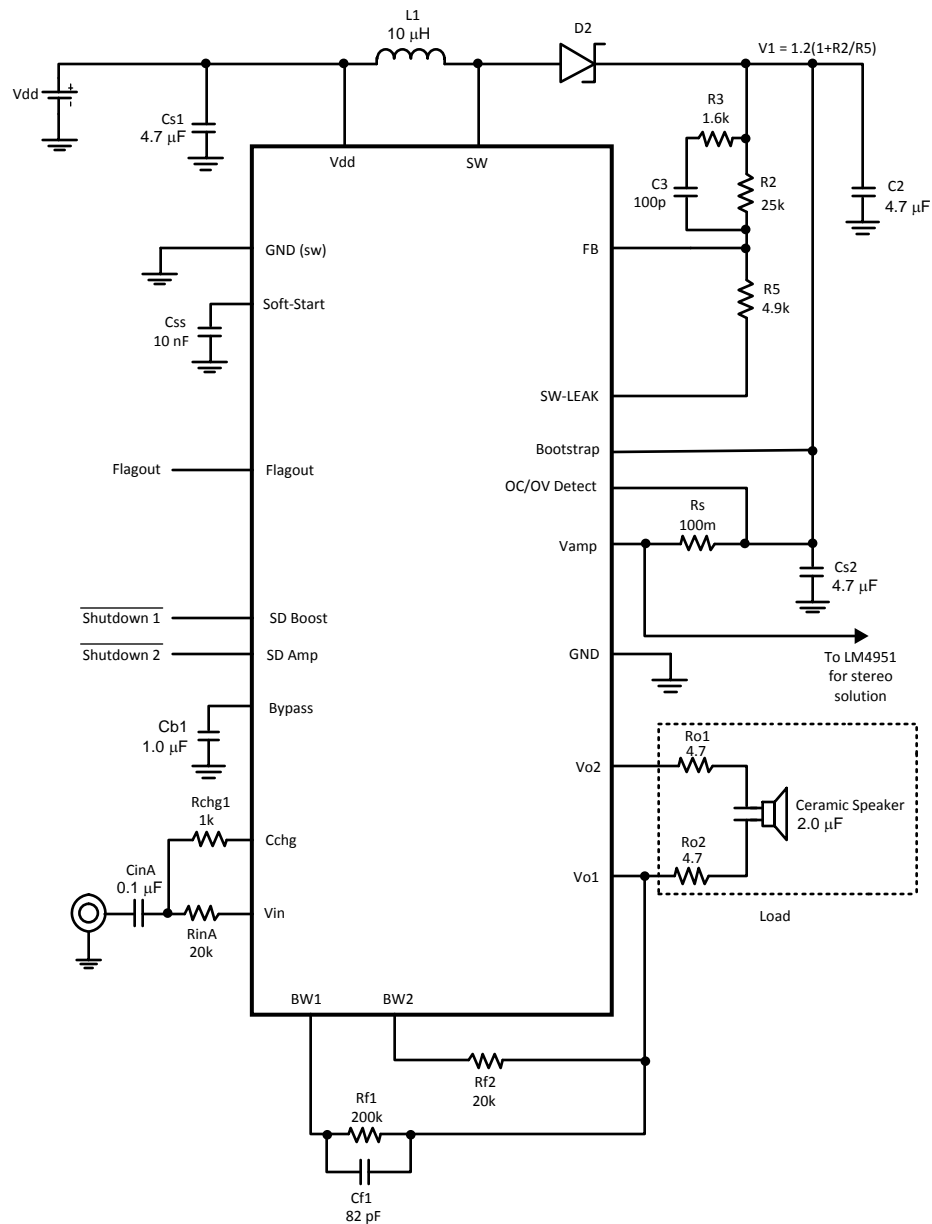 L1
10 μH
D2
V1 = 1.2(1+R2/R5)
Vdd
+
-
Cs1
4.7 μF
R3
1.6k
C3
100p
R2
25k
C2
4.7 μF
Vdd
SW
GND (sw)
FB
Soft-Start
Css
10 nF
R5
4.9k
SW-LEAK
Bootstrap
Flagout
Flagout
OC/OV Detect
Rs
100m
Vamp
Cs2
4.7 μF
Shutdown 1
SD Boost
Shutdown 2
SD Amp
GND
To LM4951
for stereo
solution
Bypass
Cb1
1.0 μF
Ro1
4.7
Vo2
Ceramic Speaker
2.0 μF
Rchg1
1k
Cchg
Ro2
4.7
Vo1
CinA
0.1 μF
Vin
RinA
20k
Load
BW1
BW2
Rf2
20k
Rf1
200k
Cf1
82 pF